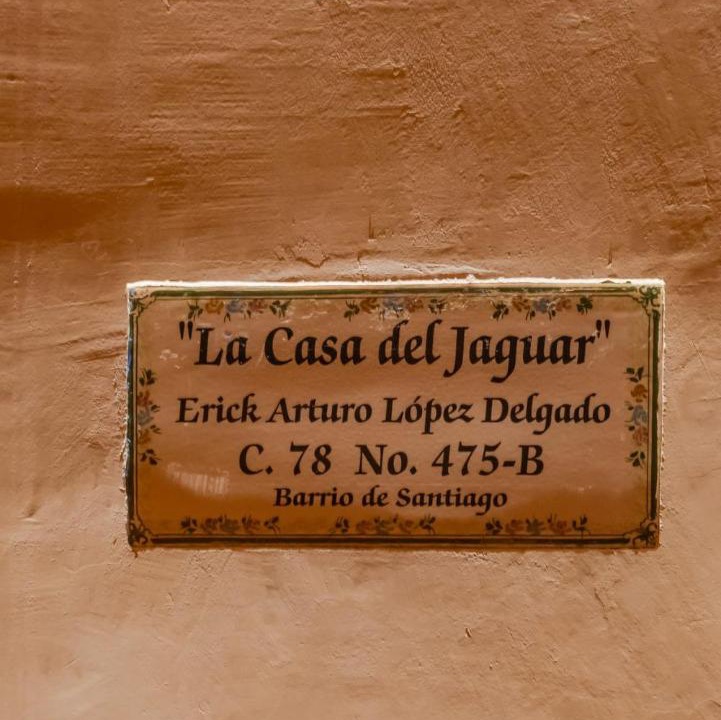 "La Casa del Jaguar"
Erick Arturo López Delgado
C. 78 No. 475-B
Barrio de Santiago